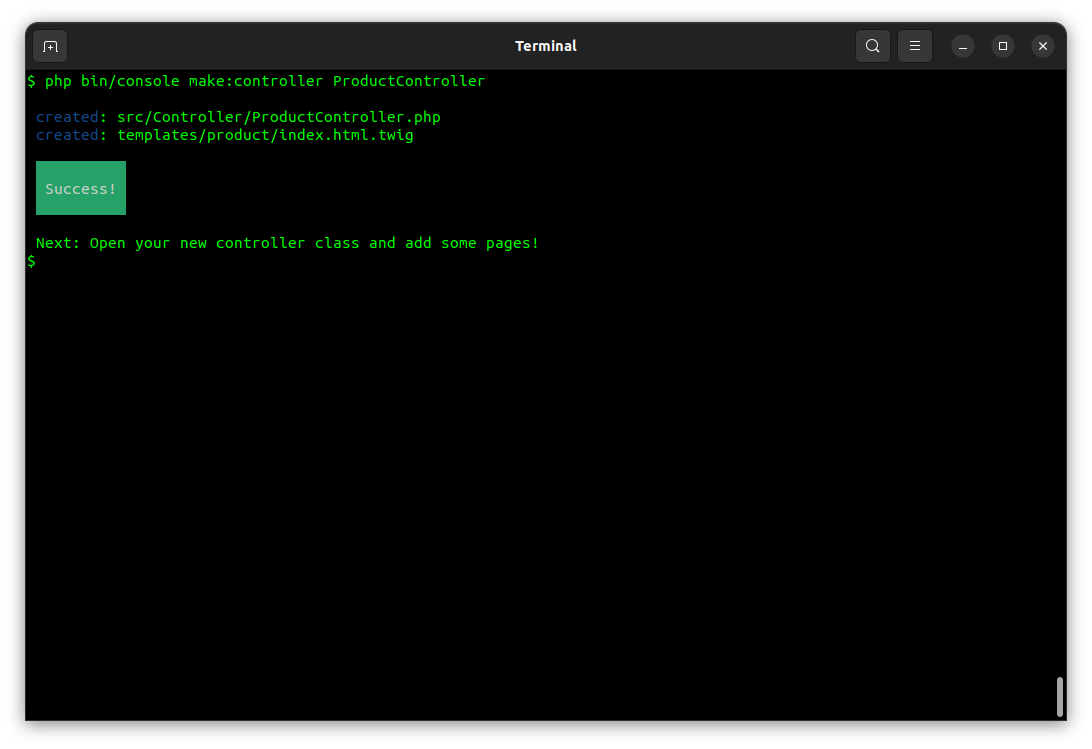 Terminal
$ php bin/console make:controller ProductController
created: src/Controller/ProductController.php
created: templates/product/index.html.twig
Success!
Next: Open your new controller class and add some pages!
$